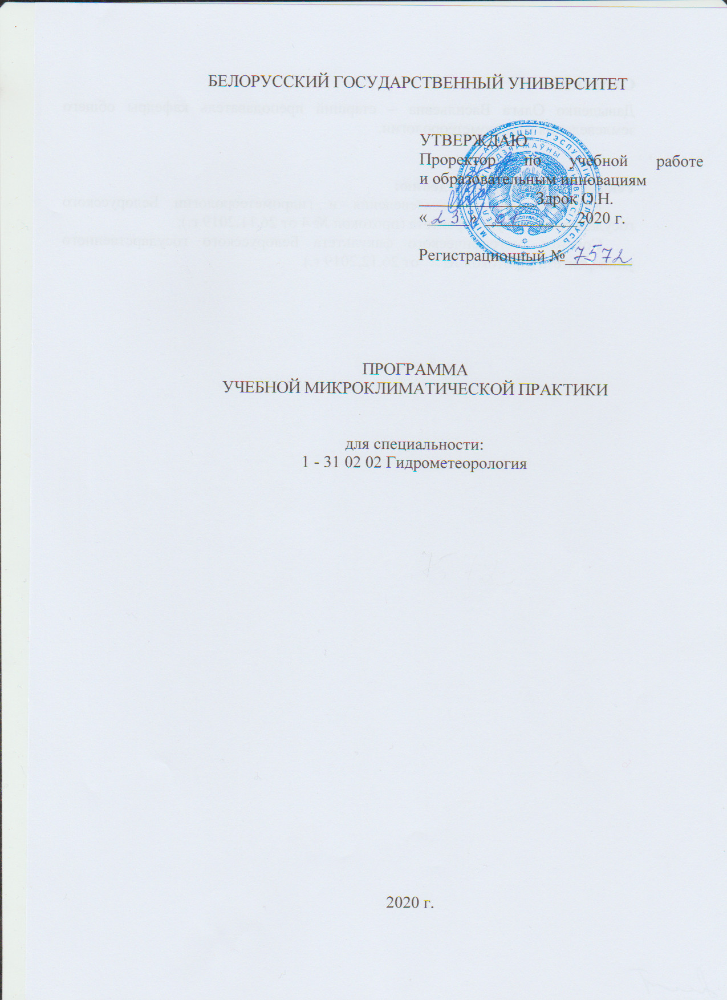 БЕЛОРУССКИЙ ГОСУДАРСТВЕННЫЙ УНИВЕРСИТЕТ
УТВЕРЖДАЮ
Проректор по учебной работе
и образовательным инновациям
Здрок О.Н.
« 23 » 2020 г.
Регистрационный № 7572
ПРОГРАММА
УЧЕБНОЙ МИКРОКЛИМАТИЧЕСКОЙ ПРАКТИКИ
для специальности:
1 - 31 02 02 Гидрометеорология
2020 г.